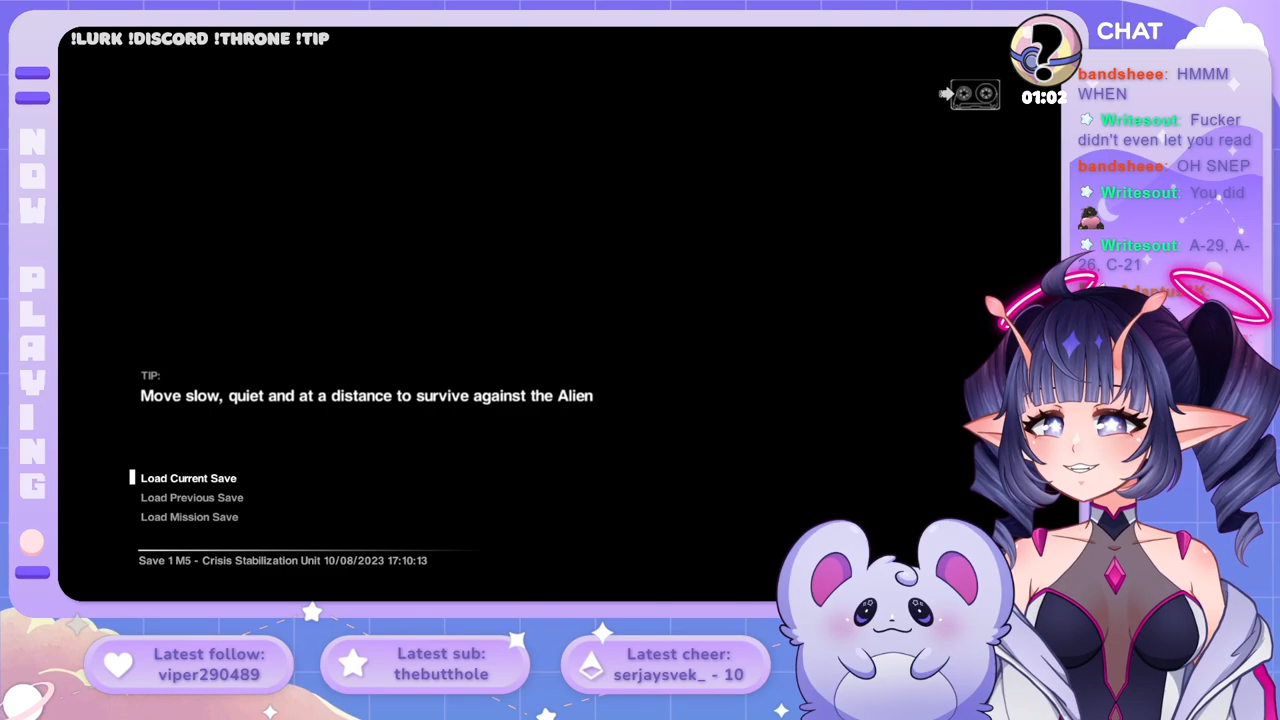 !LURK !DISCORD !THRONE !TIP
NOW PLAYING
?
01:02
TIP:
Move slow, quiet and at a distance to survive against the Alien
Load Current Save
Load Previous Save
Load Mission Save
Save 1 M5 - Crisis Stabilization Unit 10/08/2023 17:10:13
CHAT
bandsheee: HMMM
WHEN
Writesout: Fucker
didn't even let you read
bandsheee: OH SNEP
Writesout: You did
Writesout: A-29, A-
26, C-21
Latest follow:
viper290489
Latest sub:
thebutthole
Latest cheer:
serjaysvek_ - 10